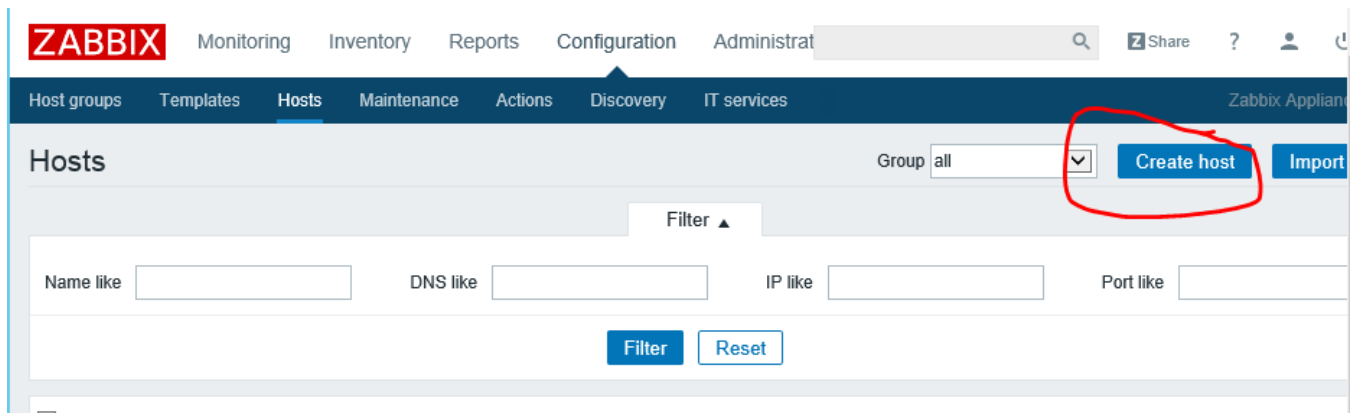 ZABBIX Monitoring Inventory Reports Configuration Administrat Z Share ?
Host groups Templates Hosts Maintenance Actions Discovery IT services Zabbix Applian
Hosts Group all Create host Import
Filter ▲
Name like DNS like IP like Port like
Filter Reset